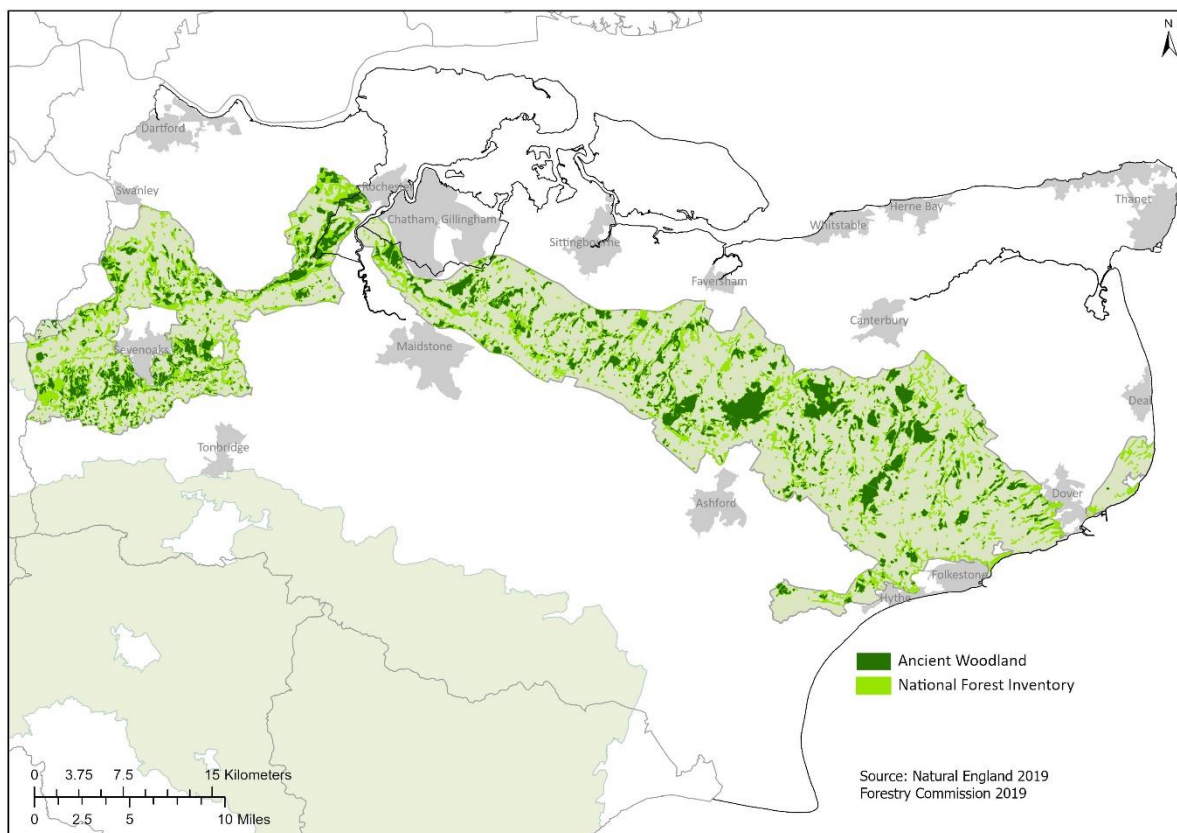 N
Dartford
Swanley
Rochester
Chatham, Gillingham
Sittingbourne
Whitstable
Herne Bay
Thanet
Faversham
Canterbury
Sevenoaks
Maidstone
Deal
Tonbridge
Ashford
Dover
Folkestone
Hythe
Ancient Woodland
National Forest Inventory
0 3.75 7.5 15 Kilometers
0 2.5 5 10 Miles
Source: Natural England 2019
Forestry Commission 2019